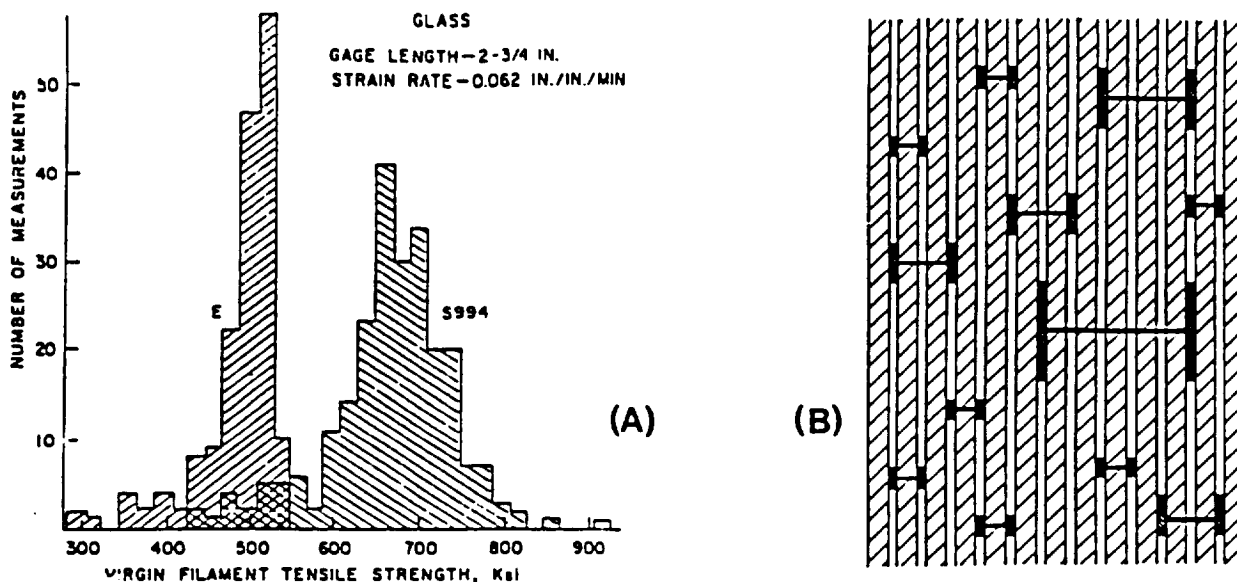 GLASS
GAGE LENGTH-2-3/4 IN.
STRAIN RATE-0.062 IN./IN./MIN
NUMBER OF MEASUREMENTS
50
40
30
20
10
E
S994
300 400 500 600 700 800 900
VIRGIN FILAMENT TENSILE STRENGTH, Ksi
(A)
(B)